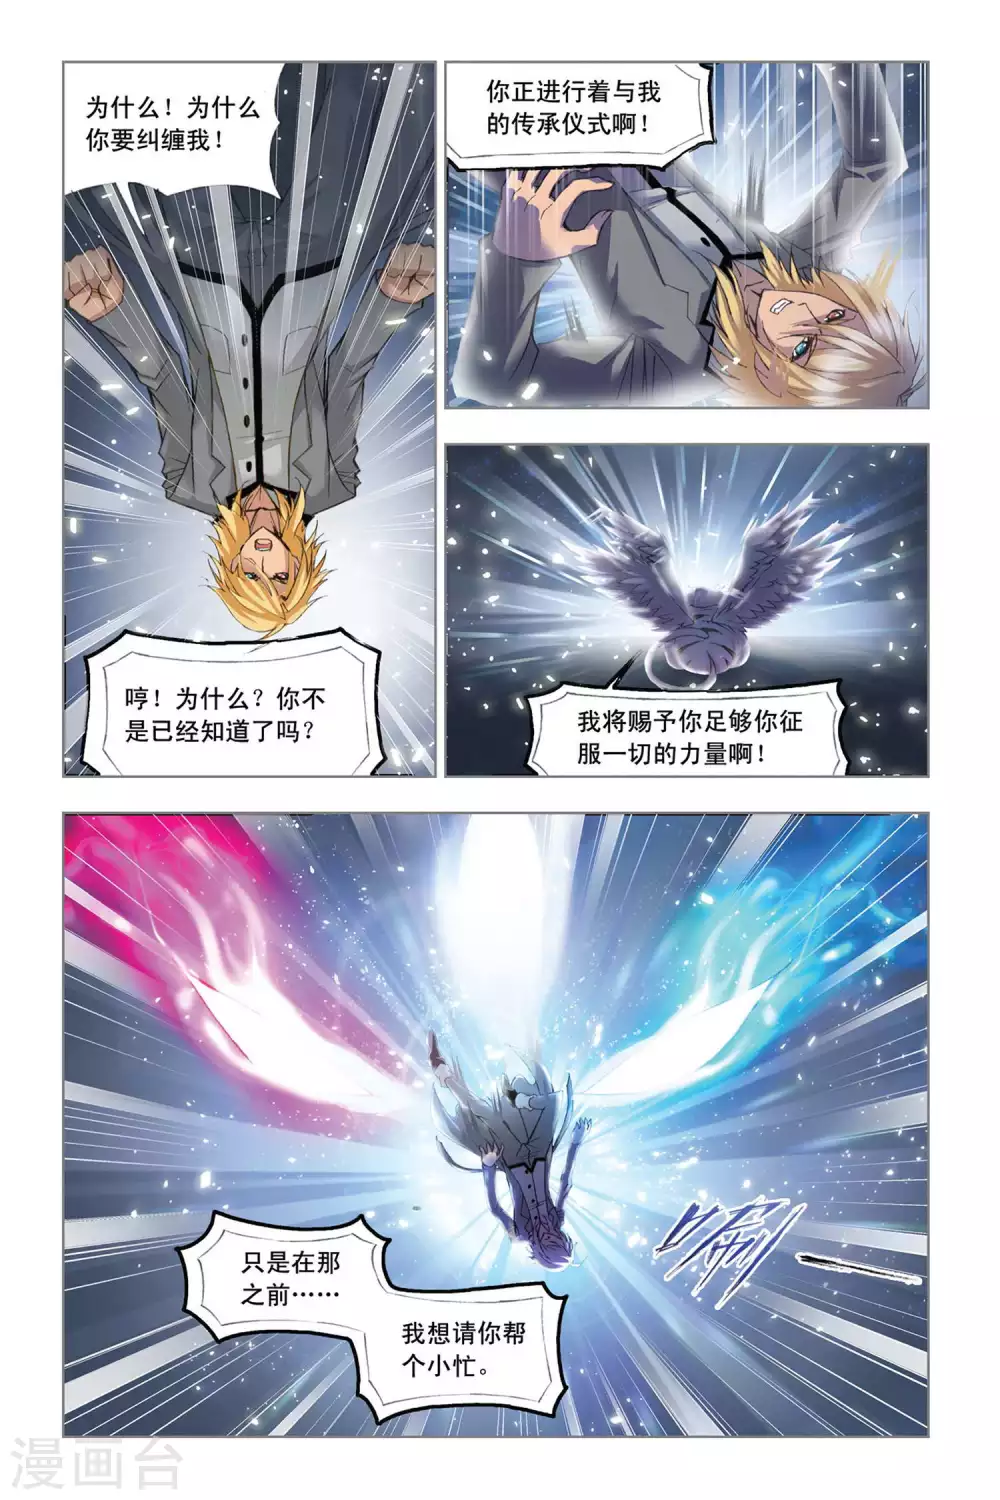 为什么！为什么
你要纠缠我！
哼！为什么？你不
是已经知道了吗？
你正进行着与我
的传承仪式啊！
我将赐予你足够你征
服一切的力量啊！
只是在那
之前……
我想请你帮
个小忙。
唰
漫画台